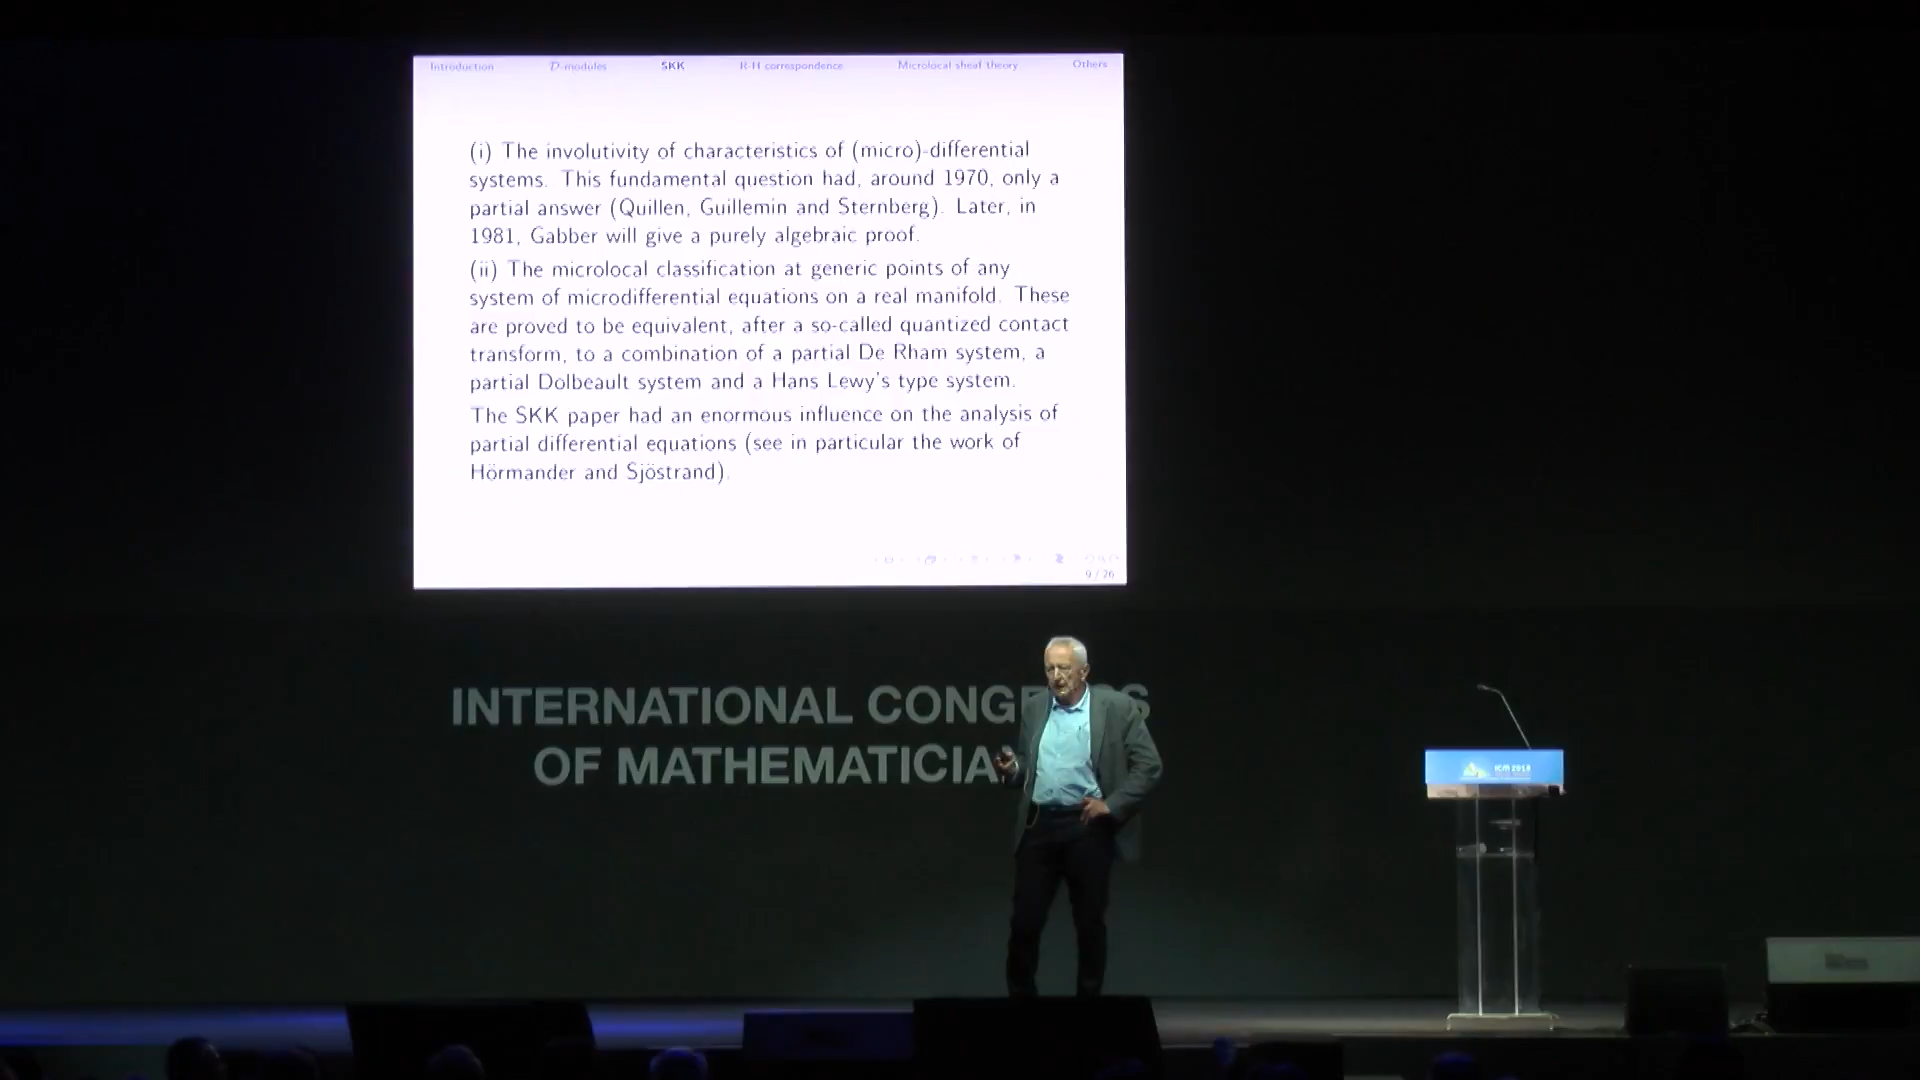 Introduction D-modules SKK R-H correspondence Microlocal sheaf theory Others
(i) The involutivity of characteristics of (micro)-differential
systems. This fundamental question had, around 1970, only a
partial answer (Quillen, Guillemin and Sternberg). Later, in
1981, Gabber will give a purely algebraic proof.
(ii) The microlocal classification at generic points of any
system of microdifferential equations on a real manifold. These
are proved to be equivalent, after a so-called quantized contact
transform, to a combination of a partial De Rham system, a
partial Dolbeault system and a Hans Lewy's type system.
The SKK paper had an enormous influence on the analysis of
partial differential equations (see in particular the work of
Hörmander and Sjöstrand).
9 / 26
INTERNATIONAL CONG S
OF MATHEMATICIA
ICM 2018